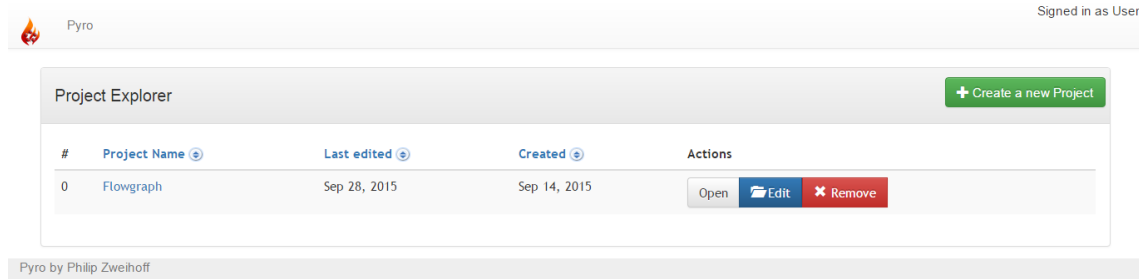 Signed in as User
Pyro
Project Explorer
Create a new Project
# Project Name Last edited Created Actions
0 Flowgraph Sep 28, 2015 Sep 14, 2015 Open Edit Remove
Pyro by Philip Zweihoff